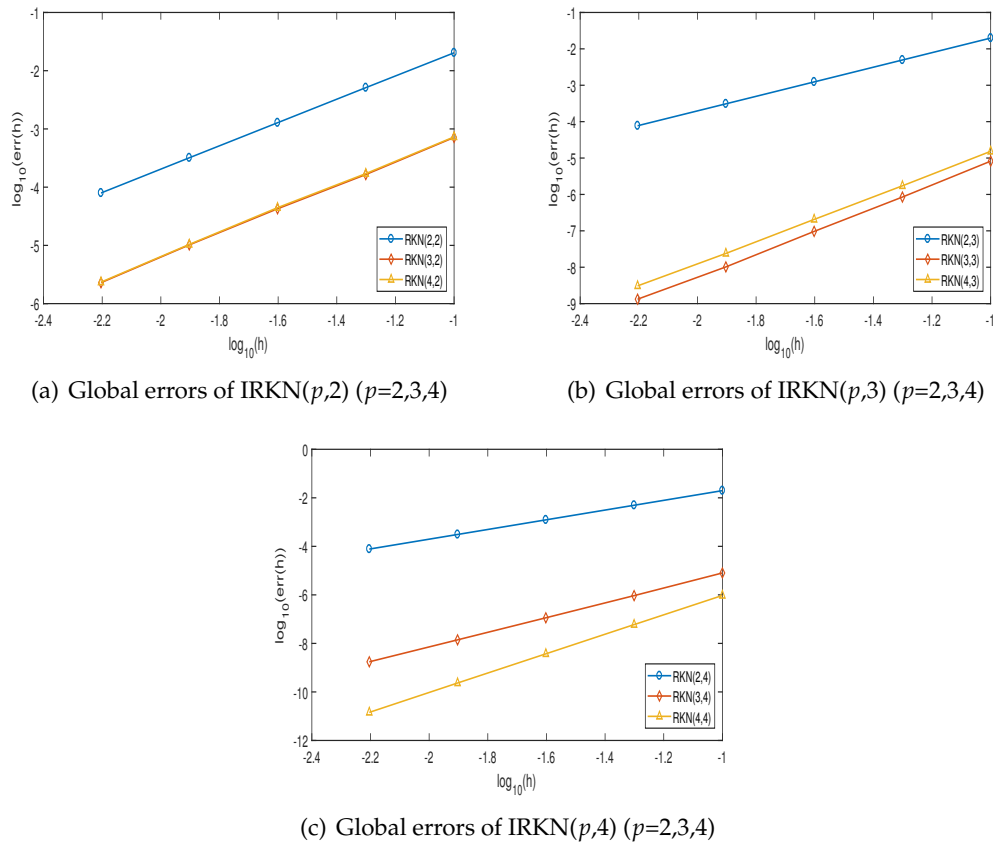 -1
-2
-3
-4
-5
-6
log10(err(h))
RKN(2,2)
RKN(3,2)
RKN(4,2)
-2.4 -2.2 -2 -1.8 -1.6 -1.4 -1.2 -1
log10(h)
(a) Global errors of IRKN(p,2) (p=2,3,4)
-1
-2
-3
-4
-5
-6
-7
-8
-9
log10(err(h))
RKN(2,3)
RKN(3,3)
RKN(4,3)
-2.4 -2.2 -2 -1.8 -1.6 -1.4 -1.2 -1
log10(h)
(b) Global errors of IRKN(p,3) (p=2,3,4)
0
-2
-4
-6
-8
-10
-12
log10(err(h))
RKN(2,4)
RKN(3,4)
RKN(4,4)
-2.4 -2.2 -2 -1.8 -1.6 -1.4 -1.2 -1
log10(h)
(c) Global errors of IRKN(p,4) (p=2,3,4)